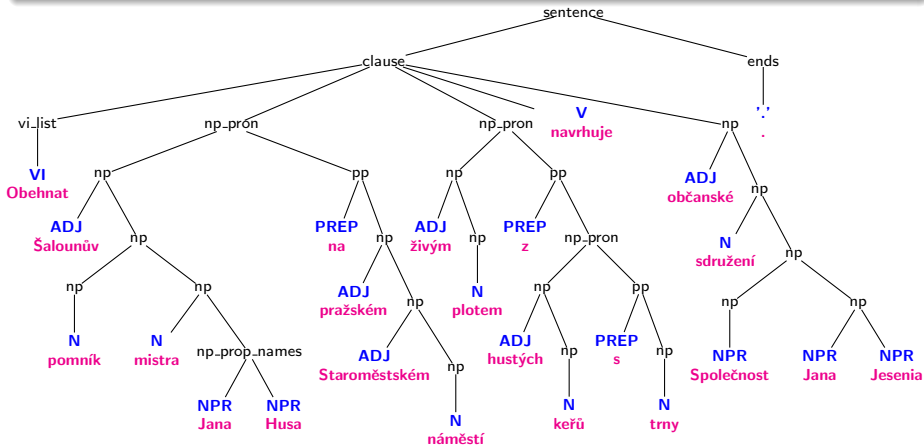 sentence
clause ends
vi_list np_pron np_pron V navrhuje np '.' .
VI Obehnat np pp np pp ADJ občanské np
ADJ Šalounův np PREP na np ADJ živým np PREP z np_pron N sdružení np
np np ADJ pražském np N plotem np pp np np
N pomník N mistra np_prop_names ADJ Staroměstském np ADJ hustých np PREP s np NPR Společnost NPR Jana NPR Jesenia
NPR Jana NPR Husa N náměstí N keřů N trny